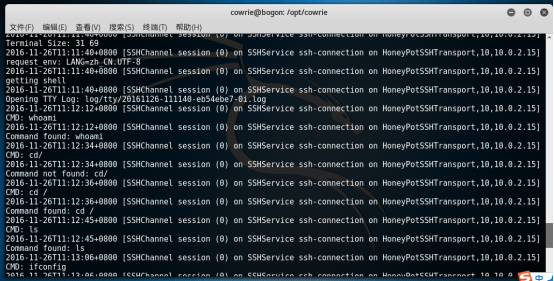 cowrie@bogon: /opt/cowrie
文件(F) 编辑(E) 查看(V) 搜索(S) 终端(T) 帮助(H)
2016-11-26T11:11:40+0800 [SSHChannel session (0) on SSHService ssh-connection on HoneyPotSSHTransport,10,10.0.2.15]
Terminal Size: 31 69
2016-11-26T11:11:40+0800 [SSHChannel session (0) on SSHService ssh-connection on HoneyPotSSHTransport,10,10.0.2.15]
request_env: LANG=zh_CN.UTF-8
2016-11-26T11:11:40+0800 [SSHChannel session (0) on SSHService ssh-connection on HoneyPotSSHTransport,10,10.0.2.15]
getting shell
2016-11-26T11:11:40+0800 [SSHChannel session (0) on SSHService ssh-connection on HoneyPotSSHTransport,10,10.0.2.15]
Opening TTY Log: log/tty/20161126-111140-eb54ebe7-0i.log
2016-11-26T11:12:12+0800 [SSHChannel session (0) on SSHService ssh-connection on HoneyPotSSHTransport,10,10.0.2.15]
CMD: whoami
2016-11-26T11:12:12+0800 [SSHChannel session (0) on SSHService ssh-connection on HoneyPotSSHTransport,10,10.0.2.15]
Command found: whoami
2016-11-26T11:12:34+0800 [SSHChannel session (0) on SSHService ssh-connection on HoneyPotSSHTransport,10,10.0.2.15]
CMD: cd/
2016-11-26T11:12:34+0800 [SSHChannel session (0) on SSHService ssh-connection on HoneyPotSSHTransport,10,10.0.2.15]
Command not found: cd/
2016-11-26T11:12:36+0800 [SSHChannel session (0) on SSHService ssh-connection on HoneyPotSSHTransport,10,10.0.2.15]
CMD: cd /
2016-11-26T11:12:36+0800 [SSHChannel session (0) on SSHService ssh-connection on HoneyPotSSHTransport,10,10.0.2.15]
Command found: cd /
2016-11-26T11:12:45+0800 [SSHChannel session (0) on SSHService ssh-connection on HoneyPotSSHTransport,10,10.0.2.15]
CMD: ls
2016-11-26T11:12:45+0800 [SSHChannel session (0) on SSHService ssh-connection on HoneyPotSSHTransport,10,10.0.2.15]
Command found: ls
2016-11-26T11:13:06+0800 [SSHChannel session (0) on SSHService ssh-connection on HoneyPotSSHTransport,10,10.0.2.15]
CMD: ifconfig
2016-11-26T11:13:06+0800 [SSHChannel session (0) on SSHService ssh-connection on HoneyPotSSHTransport,10,10.0
中